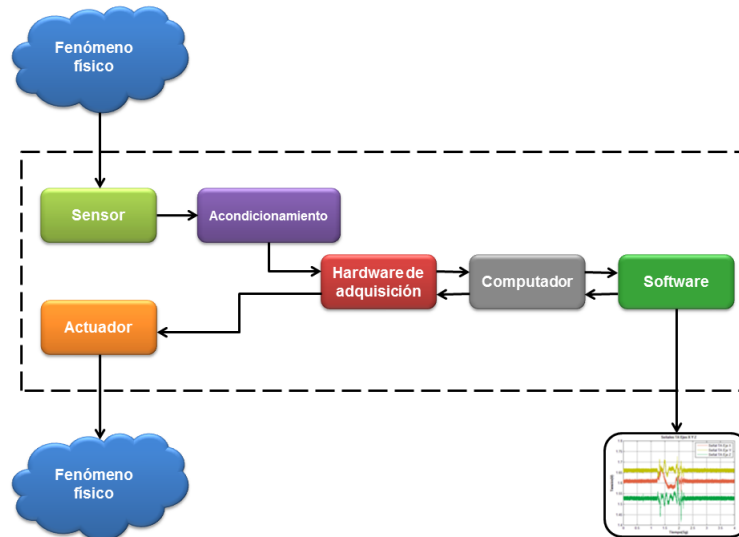 Fenómeno
físico
Sensor
Acondicionamiento
Hardware de
adquisición
Computador
Software
Actuador
Fenómeno
físico